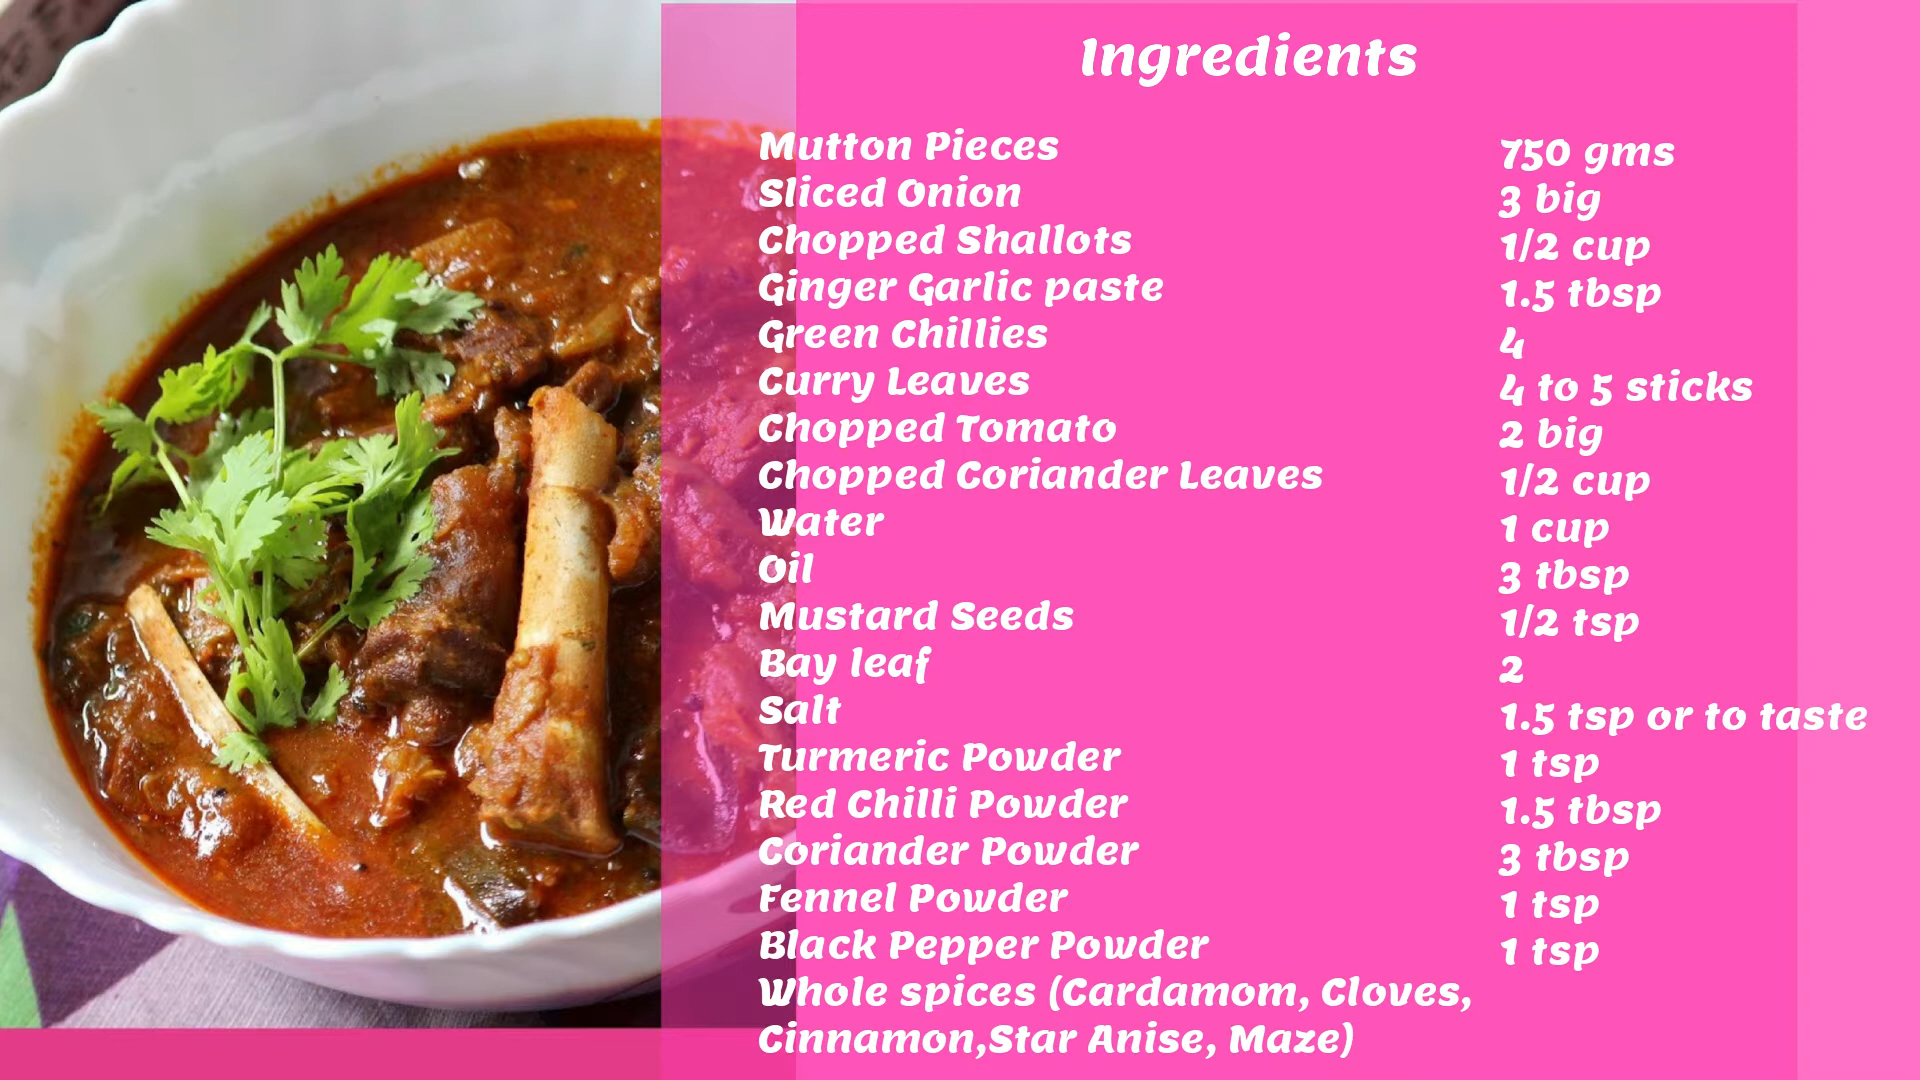 Ingredients
Mutton Pieces 750 gms
Sliced Onion 3 big
Chopped Shallots 1/2 cup
Ginger Garlic paste 1.5 tbsp
Green Chillies 4
Curry Leaves 4 to 5 sticks
Chopped Tomato 2 big
Chopped Coriander Leaves 1/2 cup
Water 1 cup
Oil 3 tbsp
Mustard Seeds 1/2 tsp
Bay leaf 2
Salt 1.5 tsp or to taste
Turmeric Powder 1 tsp
Red Chilli Powder 1.5 tbsp
Coriander Powder 3 tbsp
Fennel Powder 1 tsp
Black Pepper Powder 1 tsp
Whole spices (Cardamom, Cloves,
Cinnamon,Star Anise, Maze)